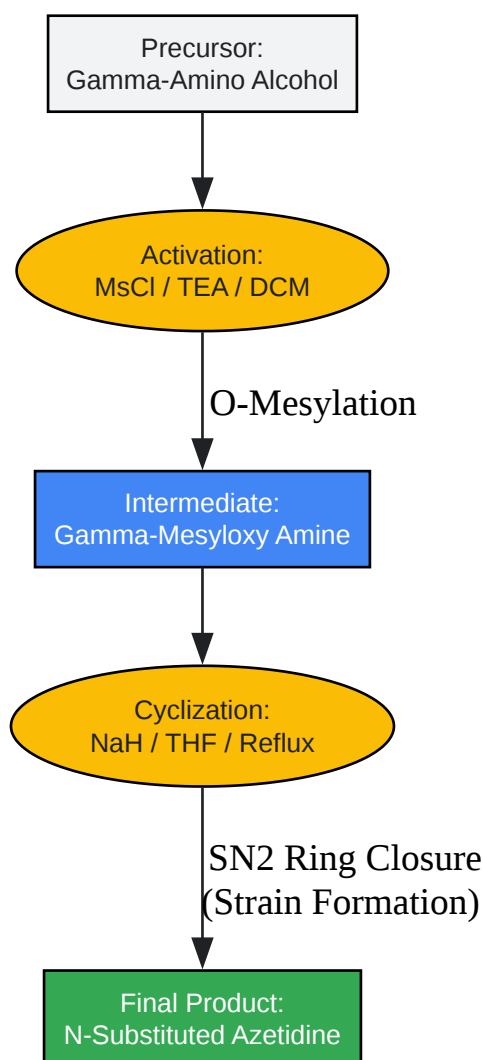 Precursor:
Gamma-Amino Alcohol
Activation:
MsCl / TEA / DCM
O-Mesylation
Intermediate:
Gamma-Mesyloxy Amine
Cyclization:
NaH / THF / Reflux
SN2 Ring Closure
(Strain Formation)
Final Product:
N-Substituted Azetidine